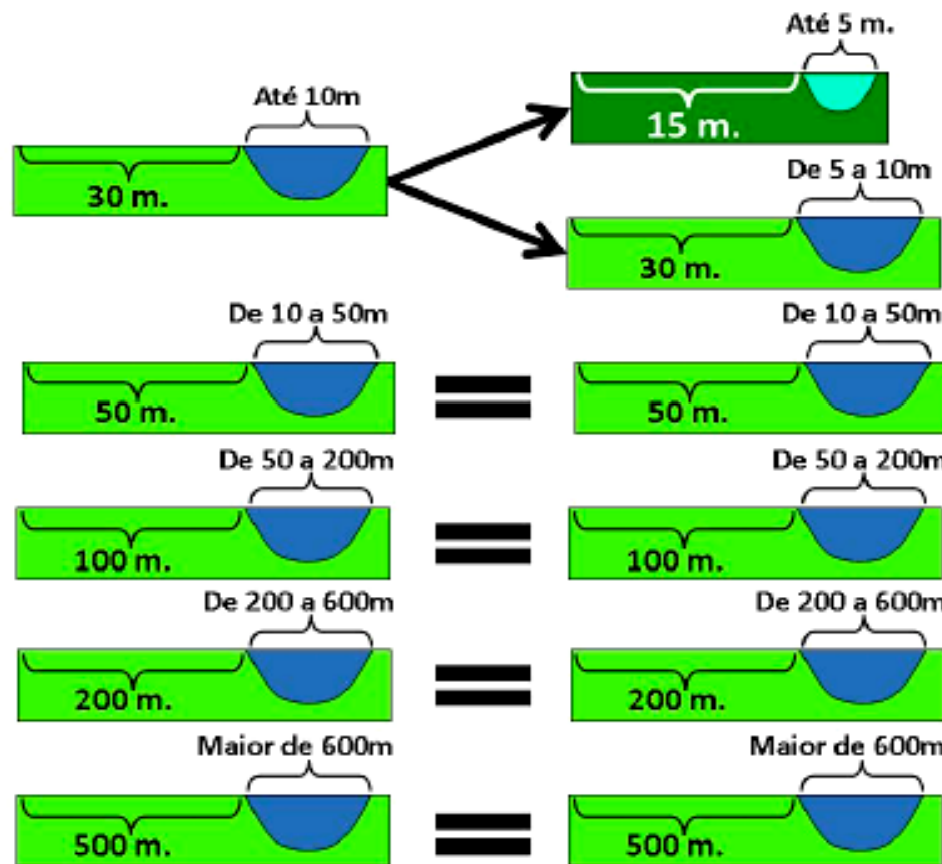 Até 10m
30 m.
Até 5 m.
15 m.
De 5 a 10m
30 m.
De 10 a 50m
50 m.
De 10 a 50m
50 m.
De 50 a 200m
100 m.
De 50 a 200m
100 m.
De 200 a 600m
200 m.
De 200 a 600m
200 m.
Maior de 600m
500 m.
Maior de 600m
500 m.